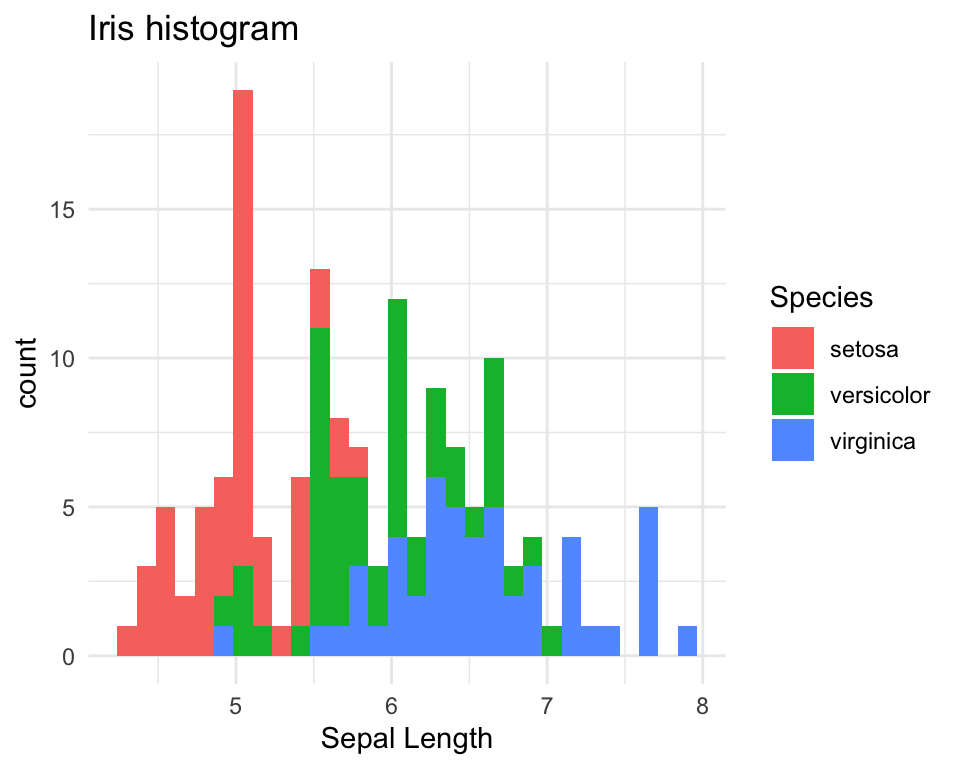 Iris histogram
15
10
5
0
count
5 6 7 8
Sepal Length
Species
setosa
versicolor
virginica